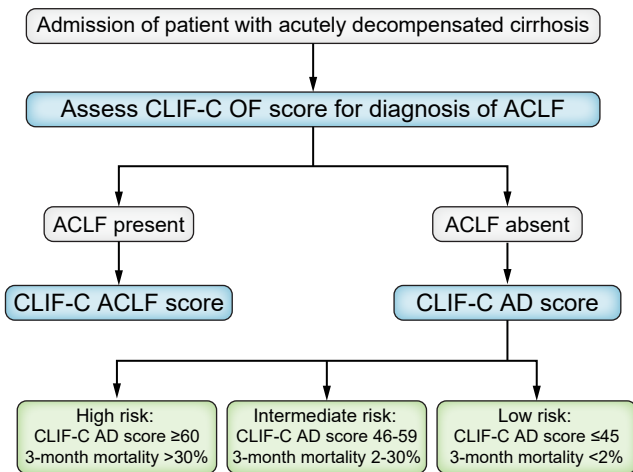 Admission of patient with acutely decompensated cirrhosis
Assess CLIF-C OF score for diagnosis of ACLF
ACLF present
ACLF absent
CLIF-C ACLF score
CLIF-C AD score
High risk:
CLIF-C AD score ≥60
3-month mortality >30%
Intermediate risk:
CLIF-C AD score 46-59
3-month mortality 2-30%
Low risk:
CLIF-C AD score ≤45
3-month mortality <2%